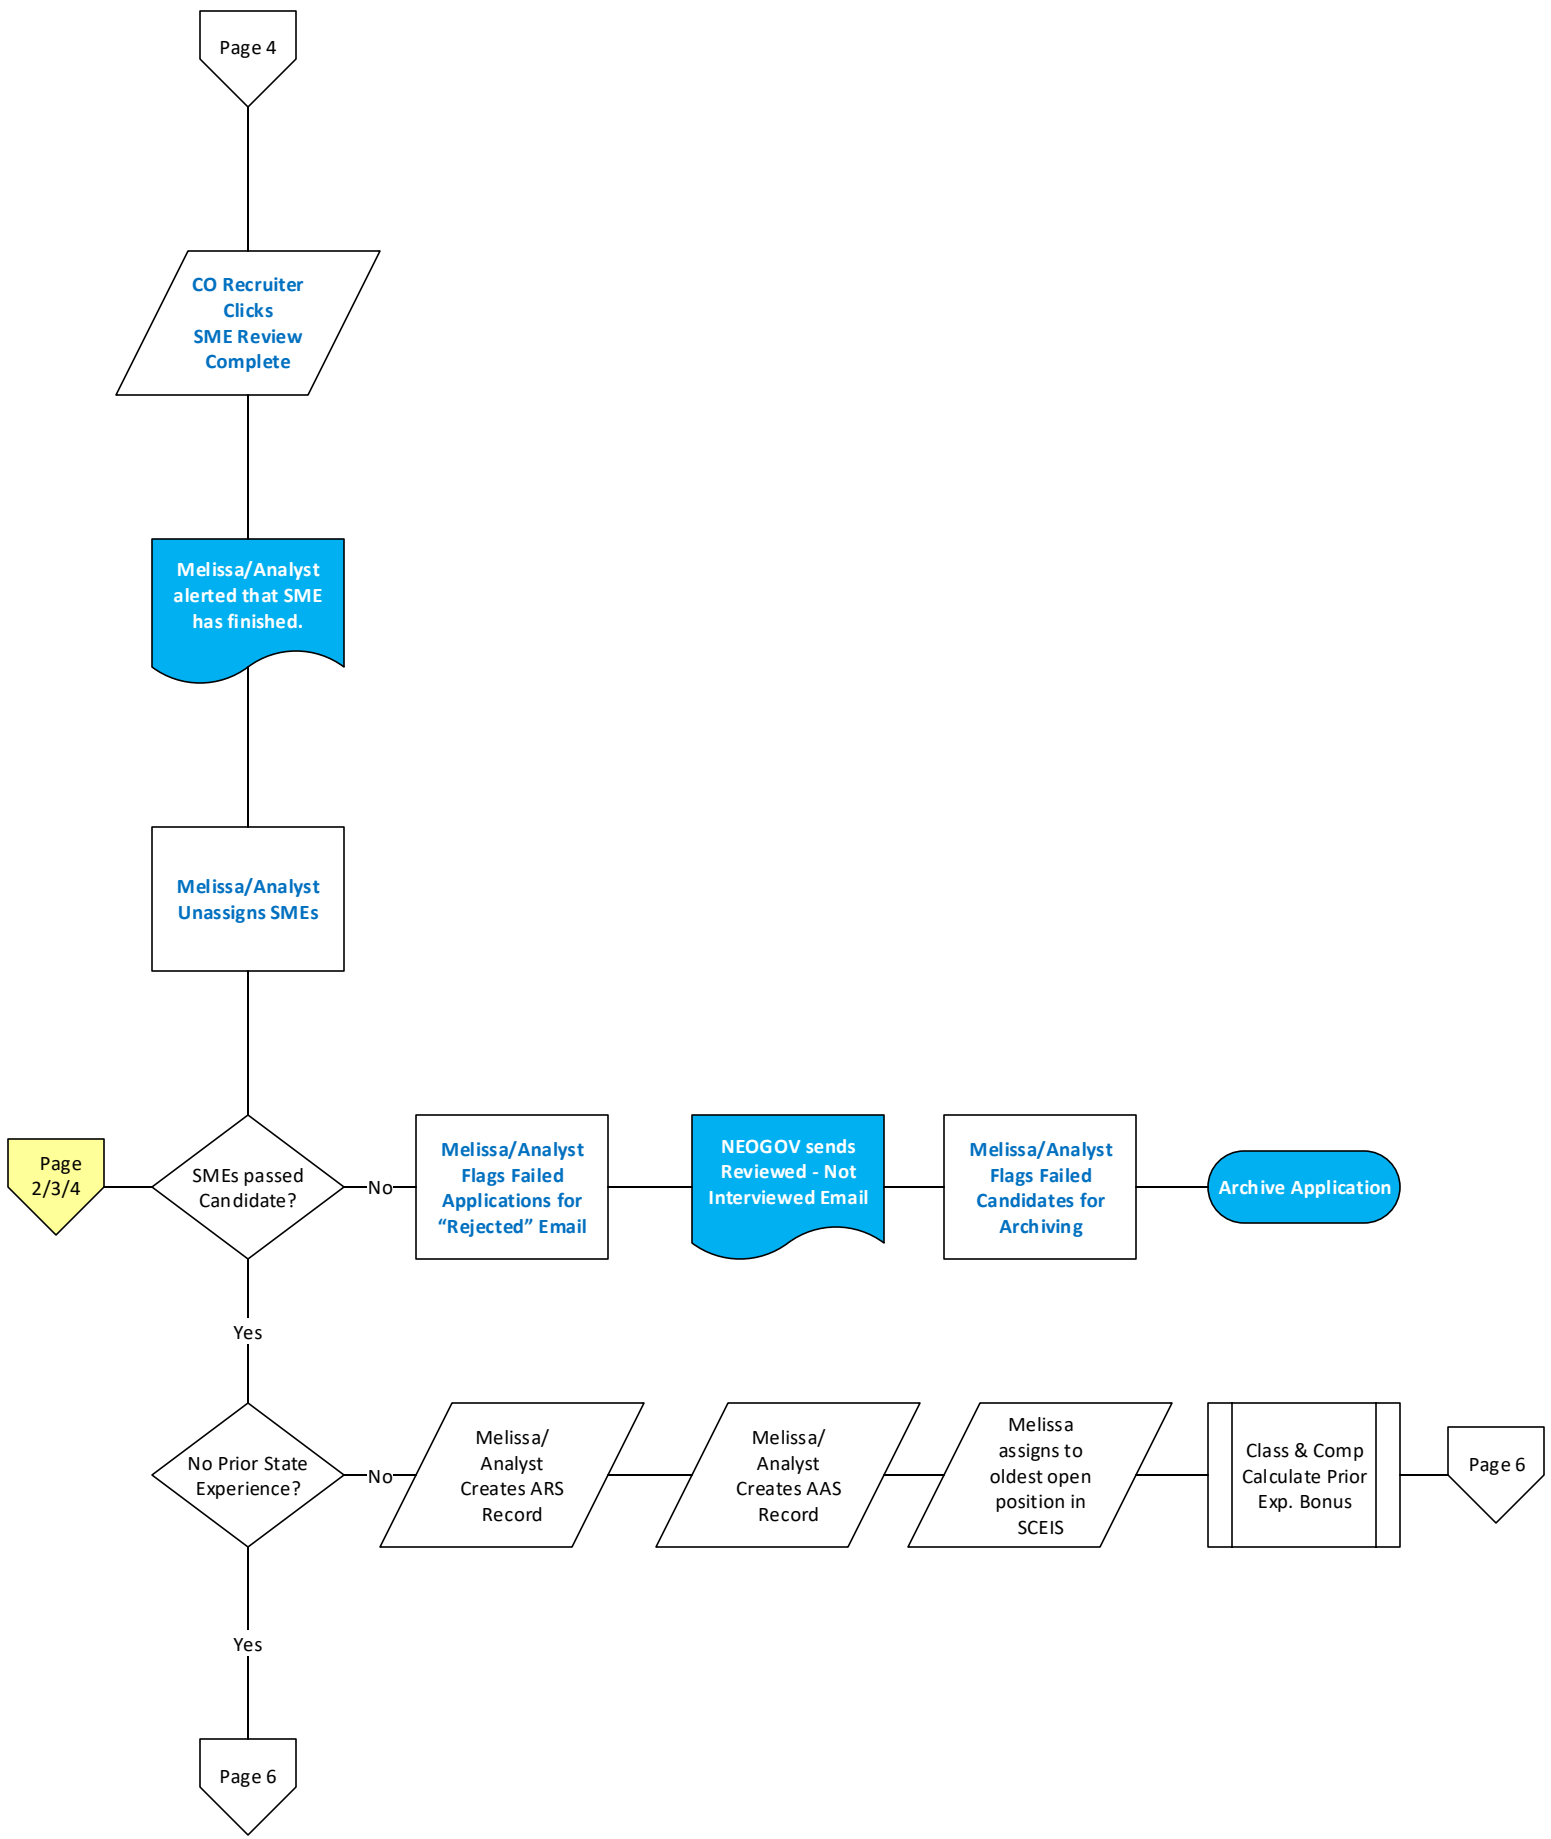 Page 4
CO Recruiter
Clicks
SME Review
Complete
Melissa/Analyst
alerted that SME
has finished.
Melissa/Analyst
Unassigns SMEs
Page
2/3/4
SMEs passed
Candidate?
No
Melissa/Analyst
Flags Failed
Applications for
“Rejected” Email
NEOGOV sends
Reviewed - Not
Interviewed Email
Melissa/Analyst
Flags Failed
Candidates for
Archiving
Archive Application
Yes
No Prior State
Experience?
No
Melissa/
Analyst
Creates ARS
Record
Melissa/
Analyst
Creates AAS
Record
Melissa
assigns to
oldest open
position in
SCEIS
Class & Comp
Calculate Prior
Exp. Bonus
Page 6
Yes
Page 6